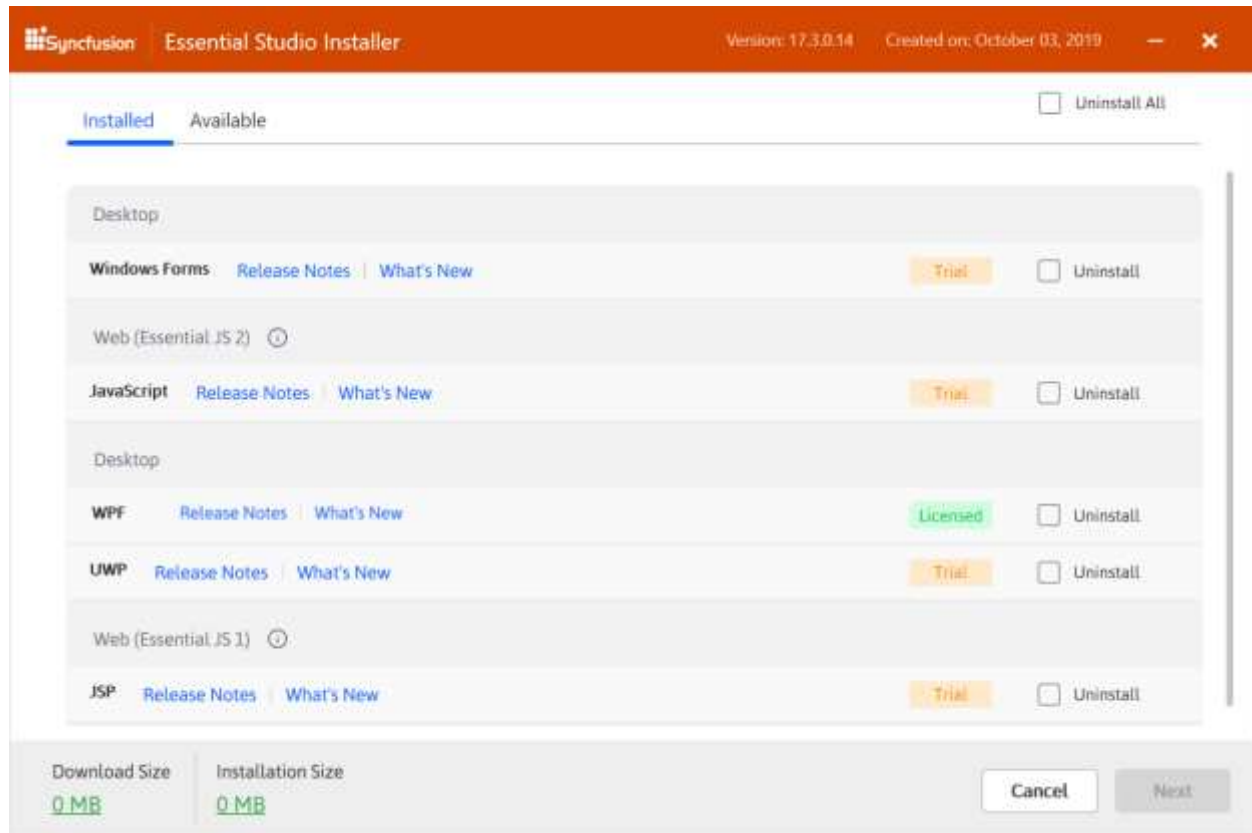 Syncfusion Essential Studio Installer Version: 17.3.0.14 Created on: October 03, 2019
Installed Available Uninstall All
Desktop
Windows Forms Release Notes What's New Trial Uninstall
Web (Essential JS 2)
JavaScript Release Notes What's New Trial Uninstall
Desktop
WPF Release Notes What's New Licensed Uninstall
UWP Release Notes What's New Trial Uninstall
Web (Essential JS 1)
JSP Release Notes What's New Trial Uninstall
Download Size Installation Size
0 MB 0 MB
Cancel Next